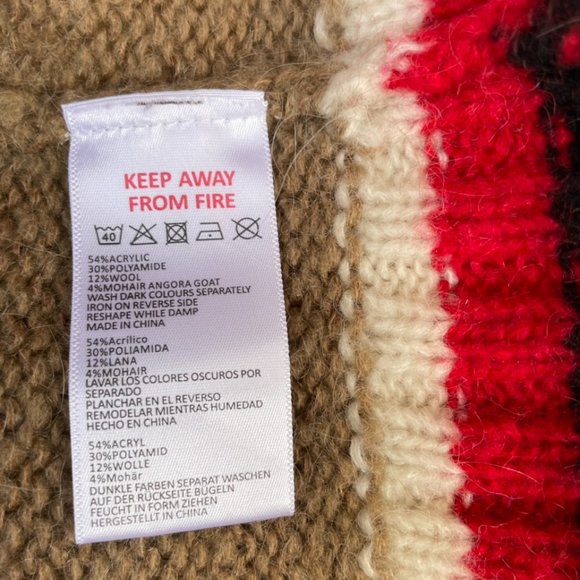 KEEP AWAY
FROM FIRE
40
54%ACRYLIC
30%POLYAMIDE
12%WOOL
4%MOHAIR ANGORA GOAT
WASH DARK COLOURS SEPARATELY
IRON ON REVERSE SIDE
RESHAPE WHILE DAMP
MADE IN CHINA
54%Acrílico
30%POLIAMIDA
12%LANA
4%MOHAIR
LAVAR LOS COLORES OSCUROS POR
SEPARADO
PLANCHAR EN EL REVERSO
REMODELAR MIENTRAS HUMEDAD
HECHO EN CHINA
54%ACRYL
30%POLYAMID
12%WOLLE
4%Mohär
DUNKLE FARBEN SEPARAT WASCHEN
AUF DER RÜCKSEITE BÜGELN
FEUCHT IN FORM ZIEHEN
HERGESTELLT IN CHINA